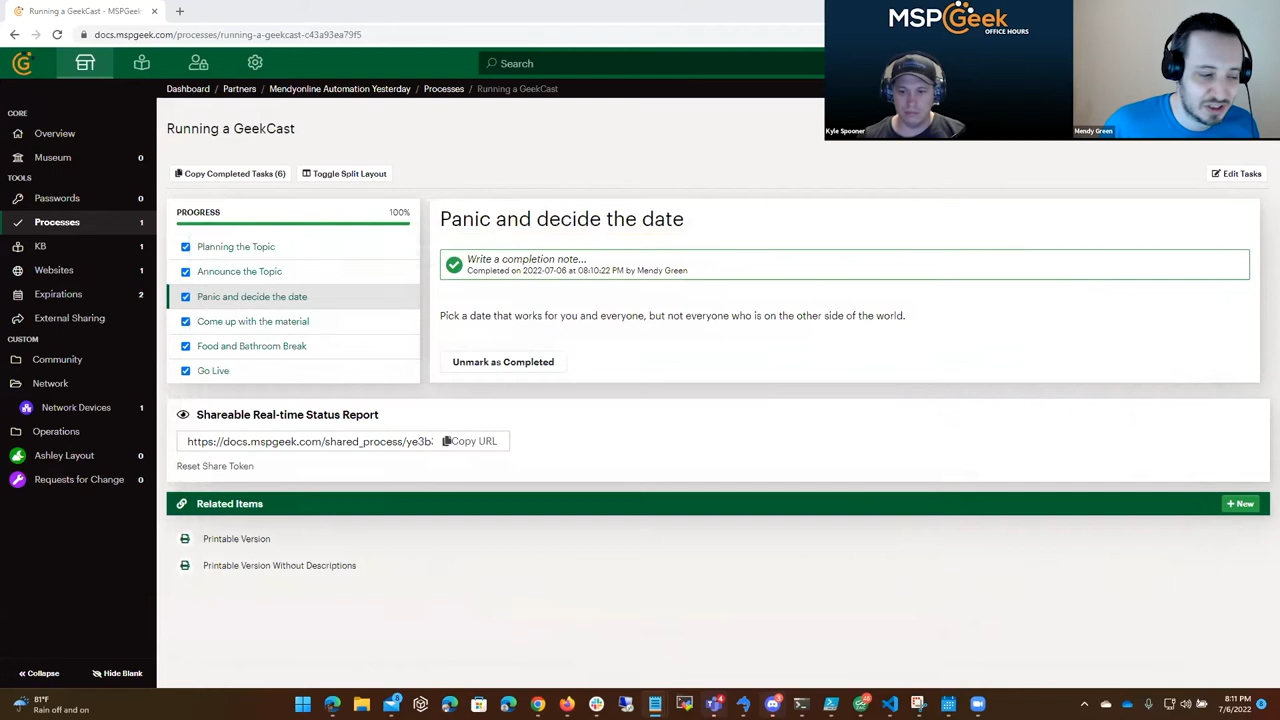 Running a GeekCast - MSPGeek
docs.mspgeek.com/processes/running-a-geekcast-c43a93ea79f5
MSPGeek
OFFICE HOURS
Kyle Spooner
Mendy Green
Search
Dashboard / Partners / Mendyonline Automation Yesterday / Processes / Running a GeekCast
CORE
Overview
Museum 0
TOOLS
Passwords 0
Processes 1
KB 1
Websites 1
Expirations 2
External Sharing
CUSTOM
Community
Network
Network Devices 1
Operations
Ashley Layout 0
Requests for Change 0
Collapse
Hide Blank
Running a GeekCast
Copy Completed Tasks (6)
Toggle Split Layout
Edit Tasks
PROGRESS 100%
Planning the Topic
Announce the Topic
Panic and decide the date
Come up with the material
Food and Bathroom Break
Go Live
Panic and decide the date
Write a completion note...
Completed on 2022-07-06 at 08:10:22 PM by Mendy Green
Pick a date that works for you and everyone, but not everyone who is on the other side of the world.
Unmark as Completed
Shareable Real-time Status Report
https://docs.mspgeek.com/shared_process/ye3b
Copy URL
Reset Share Token
Related Items
+ New
Printable Version
Printable Version Without Descriptions
81°F
Rain off and on
8:11 PM
7/6/2022